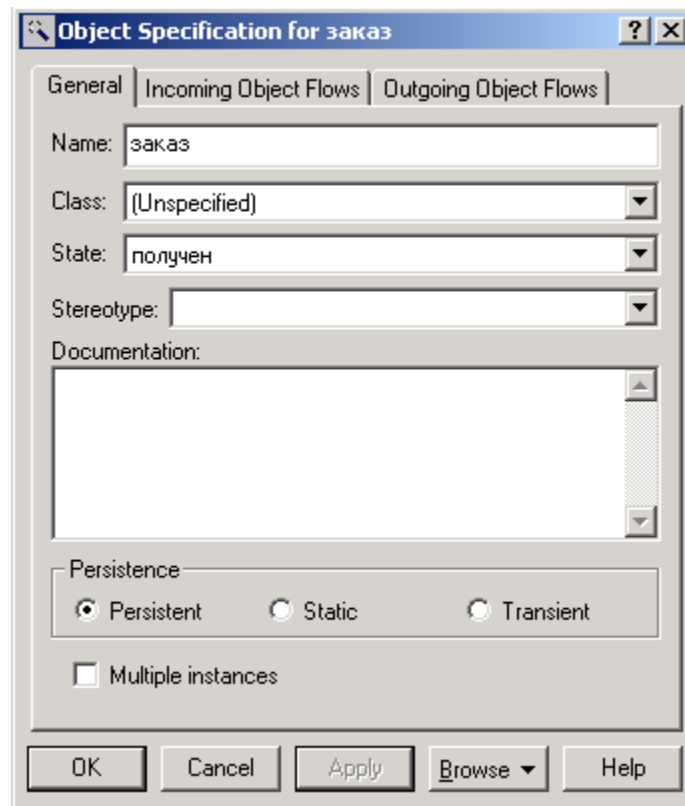 Object Specification for заказ
General Incoming Object Flows Outgoing Object Flows
Name: заказ
Class: (Unspecified)
State: получен
Stereotype:
Documentation:
Persistence
Persistent Static Transient
Multiple instances
OK Cancel Apply Browse Help